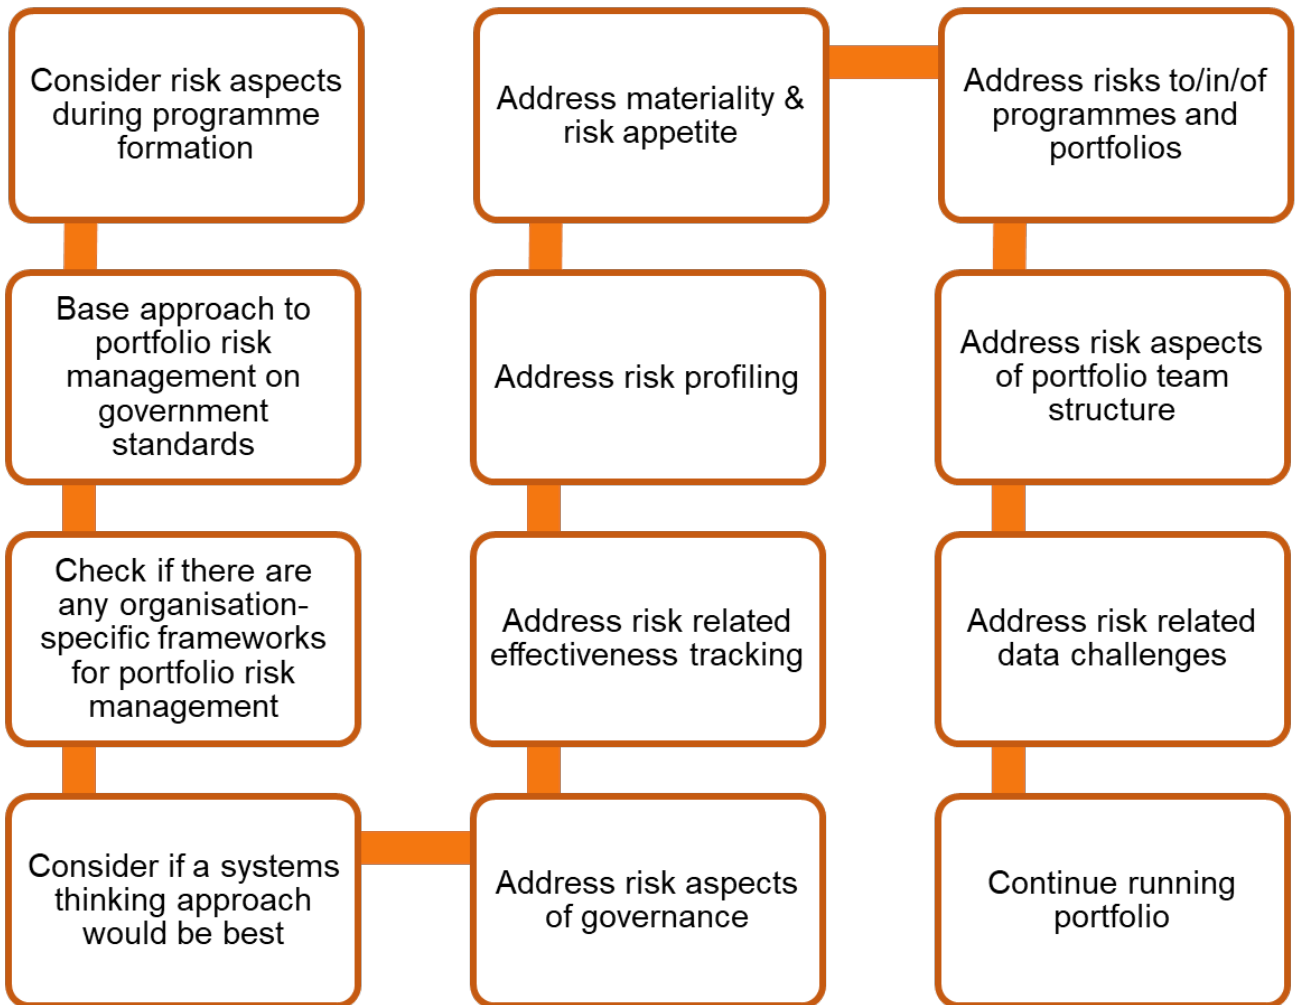 Consider risk aspects
during programme
formation
Base approach to
portfolio risk
management on
government
standards
Check if there are
any organisation-
specific frameworks
for portfolio risk
management
Consider if a systems
thinking approach
would be best
Address risk aspects
of governance
Address risk related
effectiveness tracking
Address risk profiling
Address materiality &
risk appetite
Address risks to/in/of
programmes and
portfolios
Address risk aspects
of portfolio team
structure
Address risk related
data challenges
Continue running
portfolio